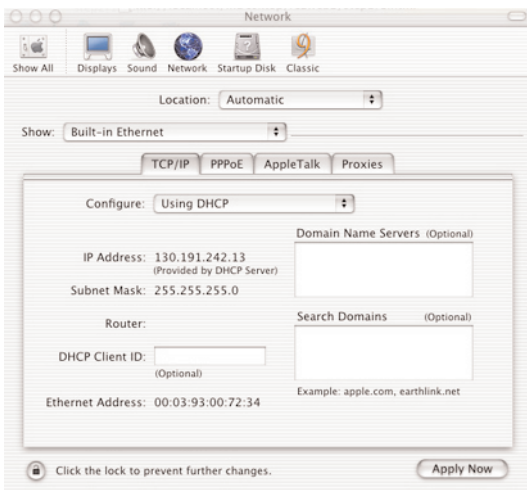 Network
Show All Displays Sound Network Startup Disk Classic
Location: Automatic
Show: Built-in Ethernet
TCP/IP PPPoE AppleTalk Proxies
Configure: Using DHCP
Domain Name Servers (Optional)
IP Address: 130.191.242.13
(Provided by DHCP Server)
Subnet Mask: 255.255.255.0
Search Domains (Optional)
Router:
DHCP Client ID:
(Optional)
Example: apple.com, earthlink.net
Ethernet Address: 00:03:93:00:72:34
Click the lock to prevent further changes.
Apply Now